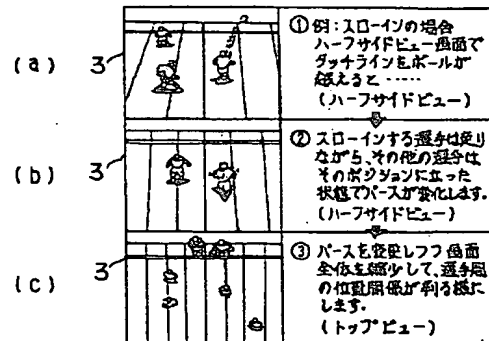 (a)
3
① 例：スローインの場合
ハーフサイドビュー画面で
タッチラインをボールが
越えると……
(ハーフサイドビュー)
(b)
3
② スローインする選手は走り
ながら、その他の選手は
そのポジションに立った
状態でパースが変化します。
(ハーフサイドビュー)
(c)
3
③ パースを変更しつつ画面
全体を縮少して、選手間
の位置関係が判る様に
します。
(トップビュー)